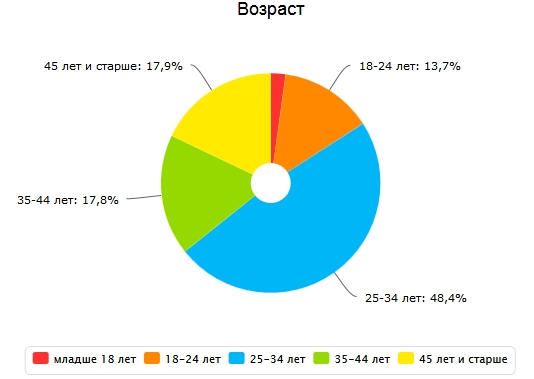 Возраст
45 лет и старше: 17,9%
18-24 лет: 13,7%
35-44 лет: 17,8%
25-34 лет: 48,4%
младше 18 лет 18-24 лет 25-34 лет 35-44 лет 45 лет и старше